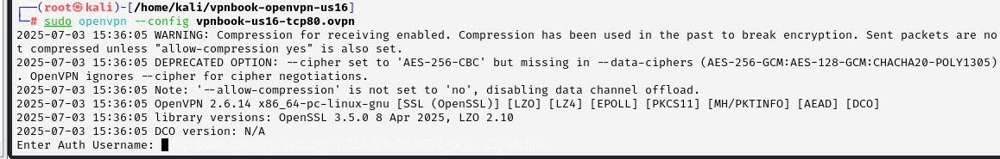 ┌──(root㉿kali)-[/home/kali/vpnbook-openvpn-us16]
└─# sudo openvpn --config vpnbook-us16-tcp80.ovpn
2025-07-03 15:36:05 WARNING: Compression for receiving enabled. Compression has been used in the past to break encryption. Sent packets are no
t compressed unless "allow-compression yes" is also set.
2025-07-03 15:36:05 DEPRECATED OPTION: --cipher set to 'AES-256-CBC' but missing in --data-ciphers (AES-256-GCM:AES-128-GCM:CHACHA20-POLY1305)
. OpenVPN ignores --cipher for cipher negotiations.
2025-07-03 15:36:05 Note: '--allow-compression' is not set to 'no', disabling data channel offload.
2025-07-03 15:36:05 OpenVPN 2.6.14 x86_64-pc-linux-gnu [SSL (OpenSSL)] [LZO] [LZ4] [EPOLL] [PKCS11] [MH/PKTINFO] [AEAD] [DCO]
2025-07-03 15:36:05 library versions: OpenSSL 3.5.0 8 Apr 2025, LZO 2.10
2025-07-03 15:36:05 DCO version: N/A
Enter Auth Username: